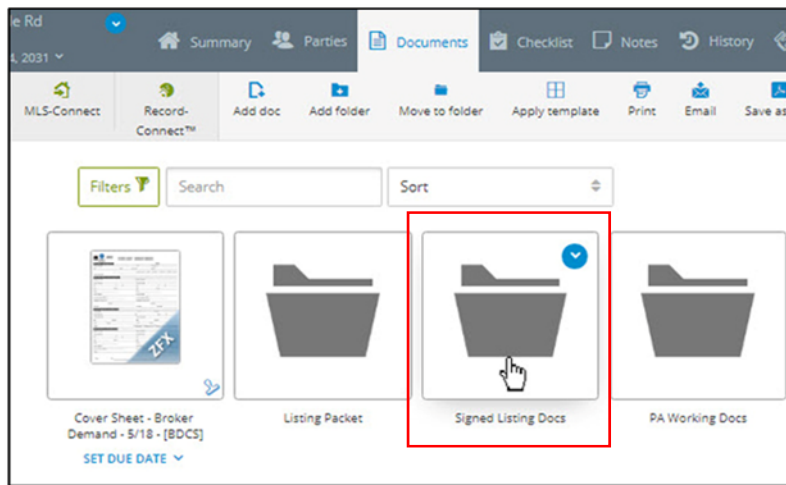 le Rd
4, 2031
Summary
Parties
Documents
Checklist
Notes
History
MLS-Connect
Record-
Connect™
Add doc
Add folder
Move to folder
Apply template
Print
Email
Save as
Filters
Search
Sort
ZFX
Cover Sheet - Broker
Demand - 5/18 - [BDCS]
SET DUE DATE
Listing Packet
Signed Listing Docs
PA Working Docs